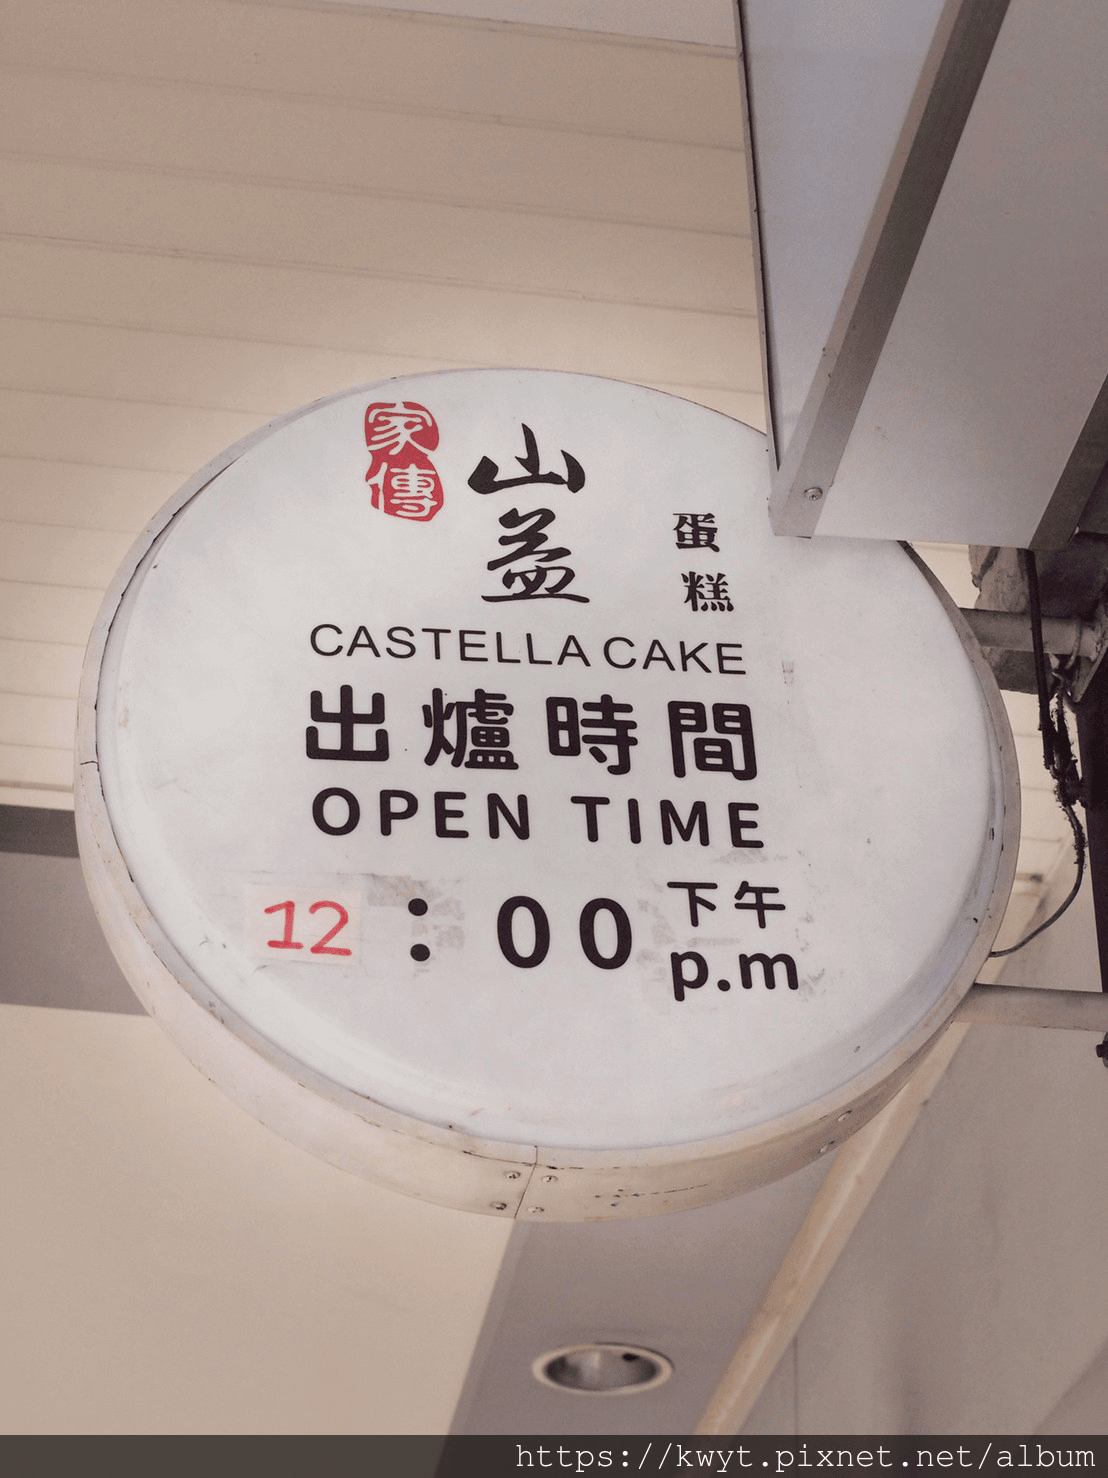 家傳
山益
蛋糕
CASTELLA CAKE
出爐時間
OPEN TIME
12:00 下午
p.m
https://kwyt.pixnet.net/album